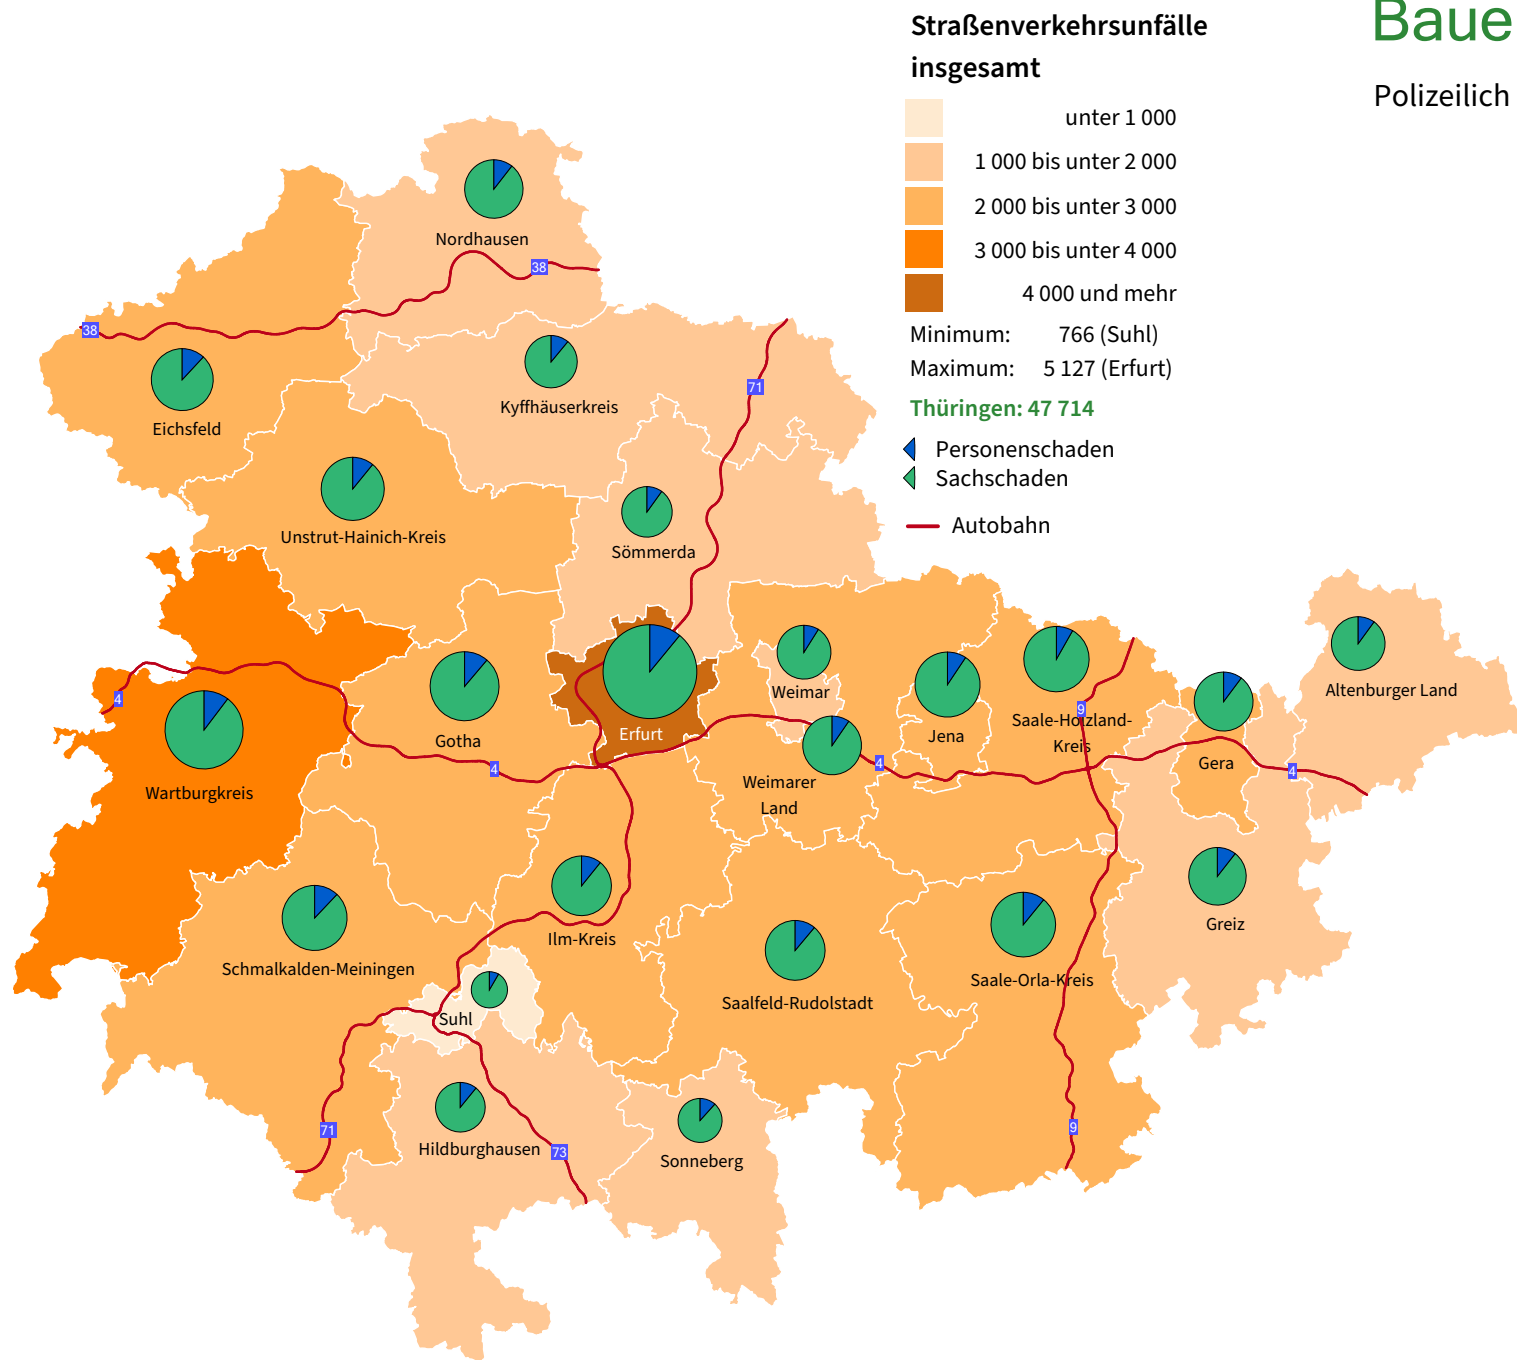 Straßenverkehrsunfälle
insgesamt
unter 1 000
1 000 bis unter 2 000
2 000 bis unter 3 000
3 000 bis unter 4 000
4 000 und mehr
Minimum: 766 (Suhl)
Maximum: 5 127 (Erfurt)
Thüringen: 47 714
Personenschaden
Sachschaden
Autobahn
Baue
Polizeilich
Nordhausen
38
38
Eichsfeld
Kyffhäuserkreis
71
Unstrut-Hainich-Kreis
Sömmerda
Weimar
Altenburger Land
4
9
Saale-Holzland-
Kreis
Erfurt
Jena
Gotha
4
4
Gera
4
Wartburgkreis
Weimarer
Land
Greiz
Ilm-Kreis
Schmalkalden-Meiningen
Saalfeld-Rudolstadt
Saale-Orla-Kreis
Suhl
71
9
Hildburghausen
73
Sonneberg